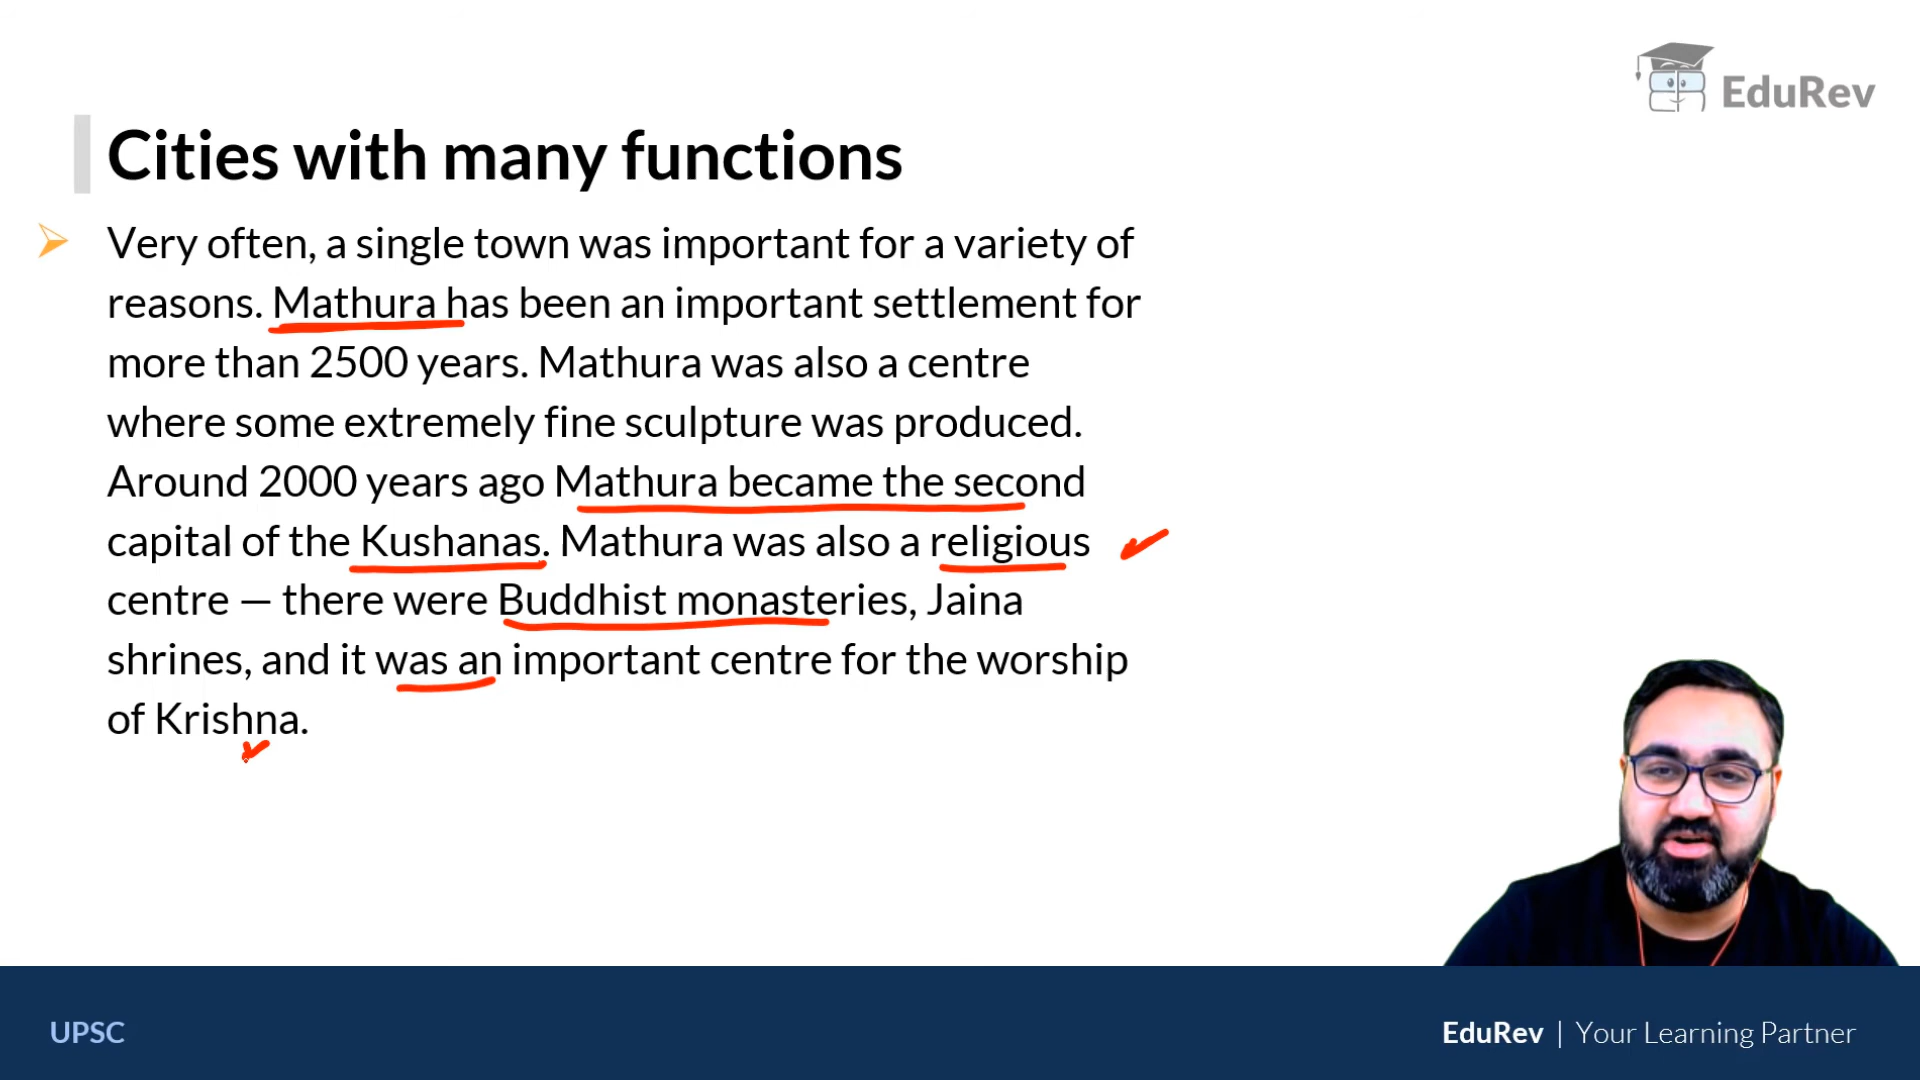 EduRev
Cities with many functions
Very often, a single town was important for a variety of
reasons. Mathura has been an important settlement for
more than 2500 years. Mathura was also a centre
where some extremely fine sculpture was produced.
Around 2000 years ago Mathura became the second
capital of the Kushanas. Mathura was also a religious
centre — there were Buddhist monasteries, Jaina
shrines, and it was an important centre for the worship
of Krishna.
UPSC
EduRev | Your Learning Partner